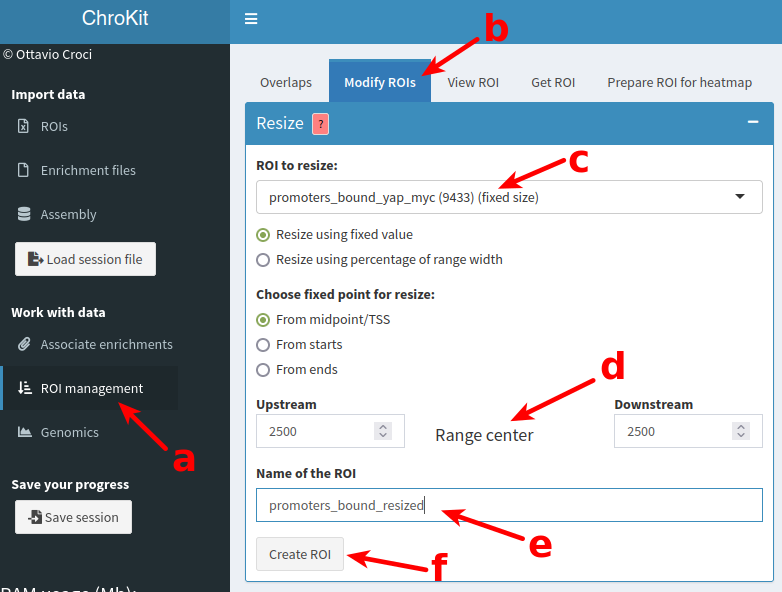 ChroKit
© Ottavio Croci
Import data
ROIs
Enrichment files
Assembly
Load session file
Work with data
Associate enrichments
ROI management
a
Genomics
Save your progress
Save session
RAM usage (Mb):
b
Overlaps Modify ROIs View ROI Get ROI Prepare ROI for heatmap
Resize ?
ROI to resize:
c
promoters_bound_yap_myc (9433) (fixed size)
Resize using fixed value
Resize using percentage of range width
Choose fixed point for resize:
From midpoint/TSS
From starts
From ends
d
Upstream Downstream
2500 Range center 2500
Name of the ROI
promoters_bound_resized
e
Create ROI
f